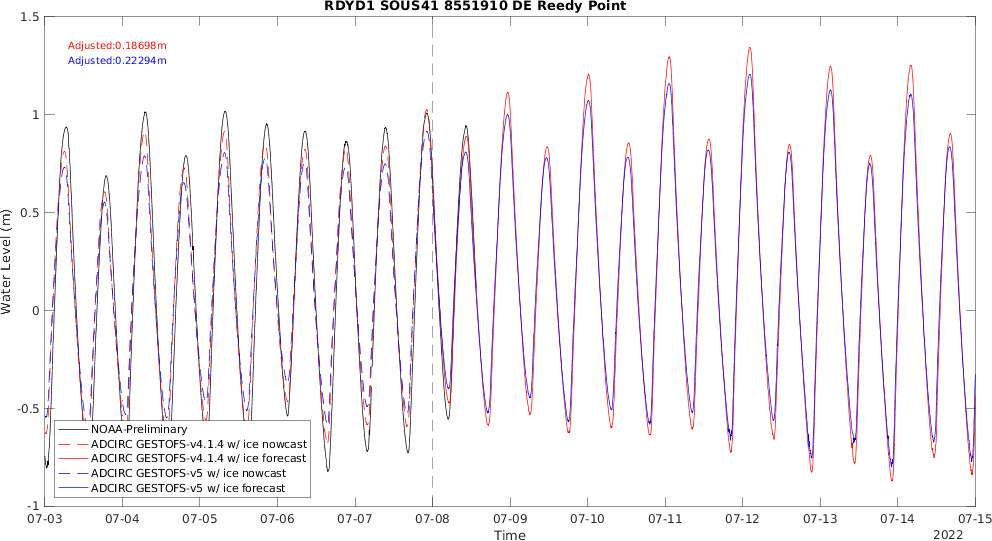 RDYD1 SOUS41 8551910 DE Reedy Point
Adjusted:0.18698m
Adjusted:0.22294m
Water Level (m)
1.5
1
0.5
0
-0.5
-1
NOAA-Preliminary
ADCIRC GESTOFS-v4.1.4 w/ ice nowcast
ADCIRC GESTOFS-v4.1.4 w/ ice forecast
ADCIRC GESTOFS-v5 w/ ice nowcast
ADCIRC GESTOFS-v5 w/ ice forecast
07-03 07-04 07-05 07-06 07-07 07-08 07-09 07-10 07-11 07-12 07-13 07-14 07-15
Time
2022